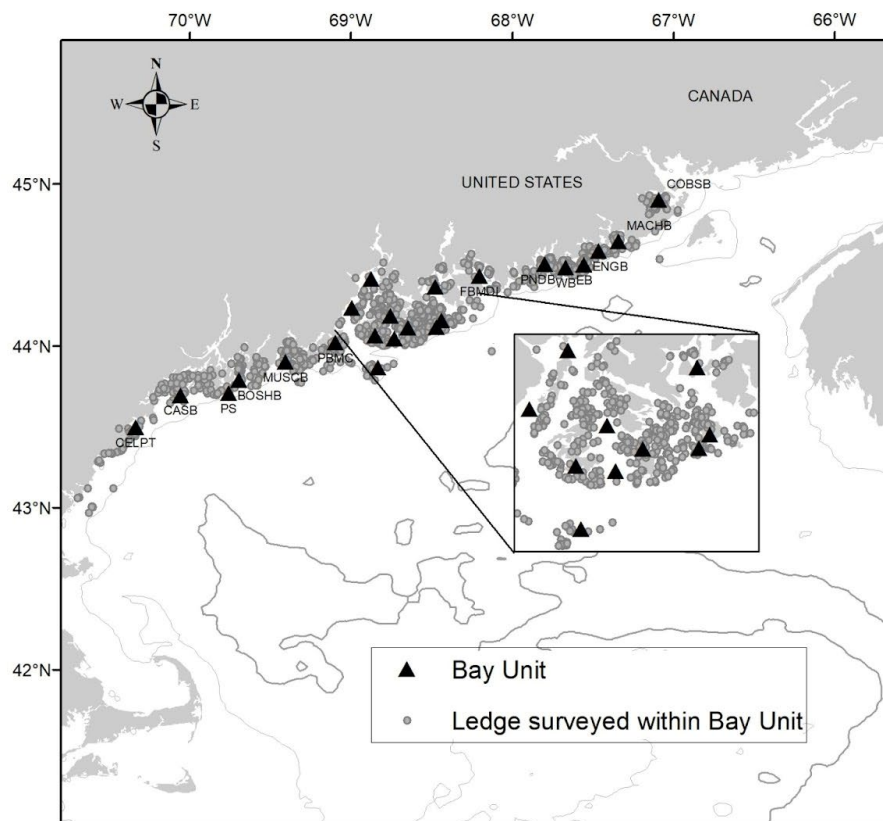 70°W 69°W 68°W 67°W 66°W
N
W E
S
CANADA
45°N
UNITED STATES
COBSB
MACHB
ENGB
PNDB
WB
EB
FBMDI
44°N
PBMC
MUSCB
BOSHB
CASB
PS
CELPT
43°N
42°N
Bay Unit
Ledge surveyed within Bay Unit